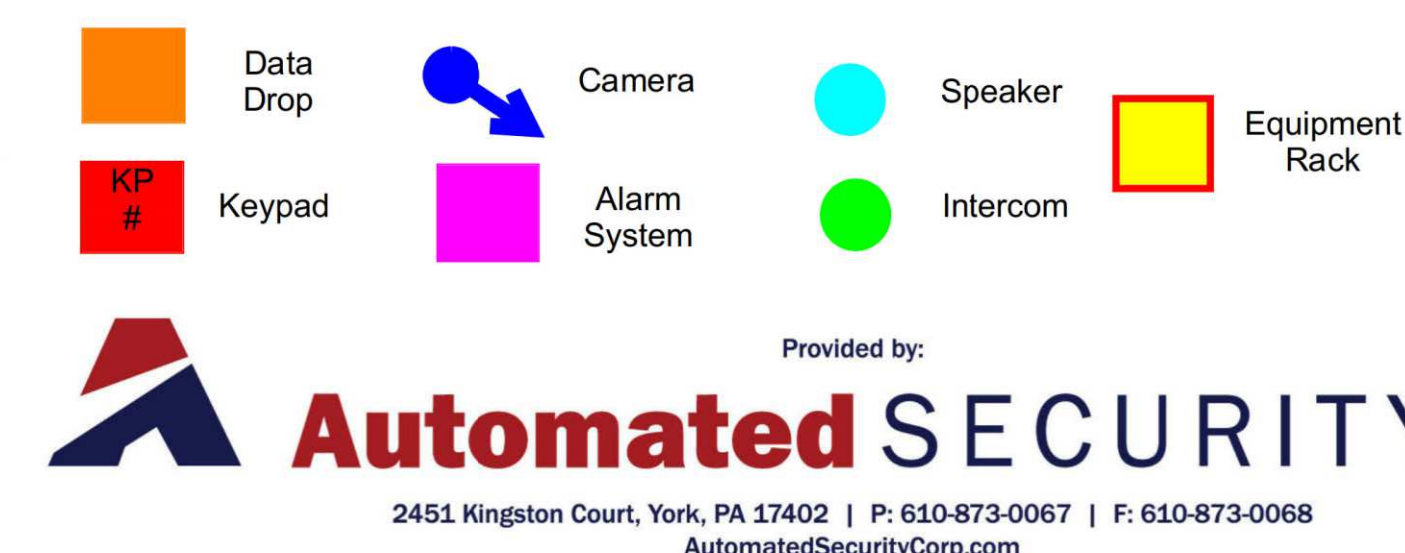 Data
Drop
Camera
Speaker
Equipment
Rack
KP
#
Keypad
Alarm
System
Intercom
Provided by:
Automated SECURITY
2451 Kingston Court, York, PA 17402 | P: 610-873-0067 | F: 610-873-0068
AutomatedSecurityCorp.com